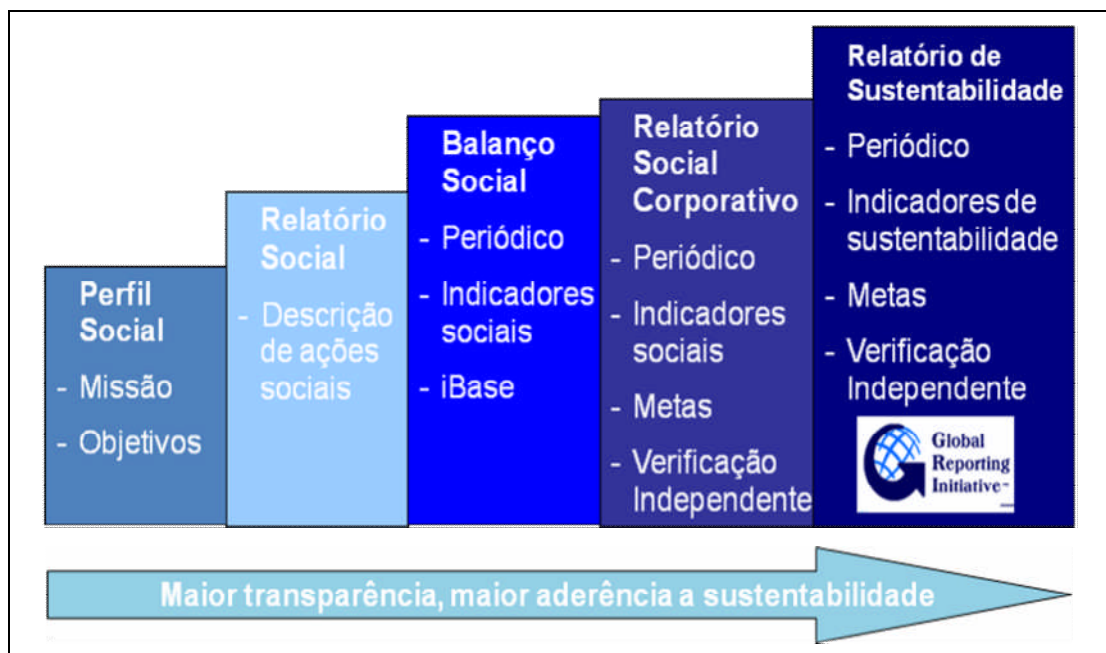 Perfil
Social
- Missão
- Objetivos
Relatório
Social
- Descrição
de ações
sociais
Balanço
Social
- Periódico
- Indicadores
sociais
- iBase
Relatório
Social
Corporativo
- Periódico
- Indicadores
sociais
- Metas
- Verificação
Independente
Relatório de
Sustentabilidade
- Periódico
- Indicadores de
sustentabilidade
- Metas
- Verificação
Independente
Global
Reporting
Initiative™
Maior transparência, maior aderência a sustentabilidade